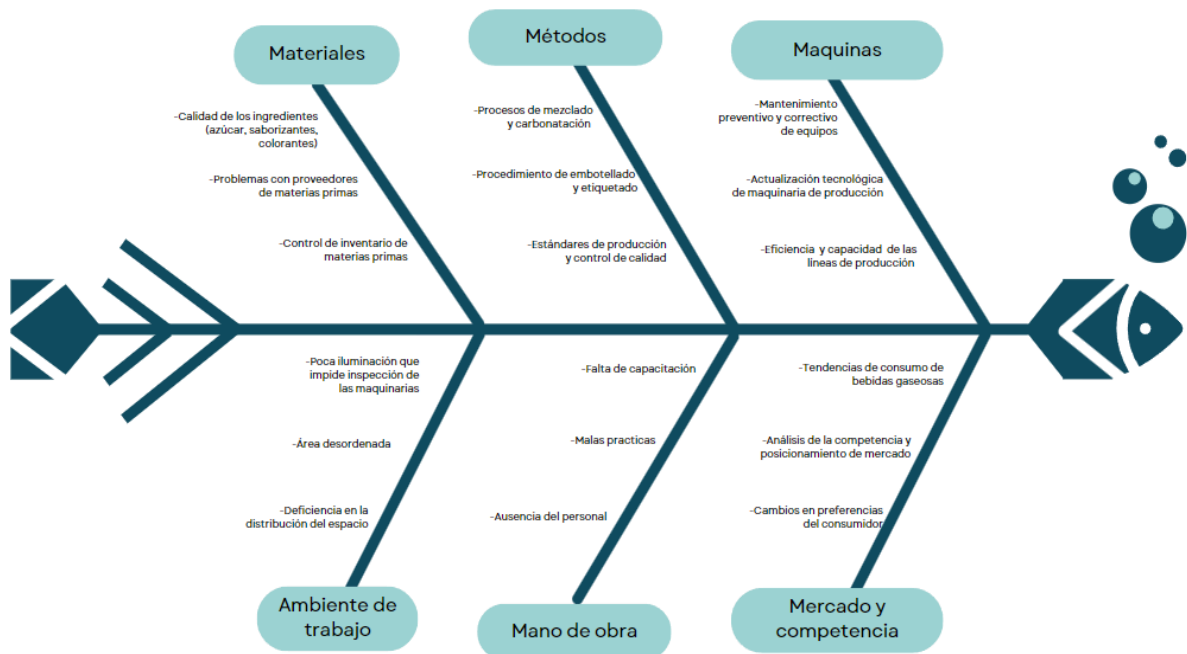 Materiales
-Calidad de los ingredientes
(azúcar, saborizantes,
colorantes)
-Problemas con proveedores
de materias primas
-Control de inventario de
materias primas
Métodos
-Procesos de mezclado
y carbonatación
-Procedimiento de embotellado
y etiquetado
-Estándares de producción
y control de calidad
Maquinas
-Mantenimiento
preventivo y correctivo
de equipos
-Actualización tecnológica
de maquinaria de producción
-Eficiencia y capacidad de las
líneas de producción
-Poca iluminación que
impide inspección de
las maquinarias
-Área desordenada
-Deficiencia en la
distribución del espacio
Ambiente de
trabajo
-Falta de capacitación
-Malas practicas
-Ausencia del personal
Mano de obra
-Tendencias de consumo de
bebidas gaseosas
-Análisis de la competencia y
posicionamiento de mercado
-Cambios en preferencias
del consumidor
Mercado y
competencia